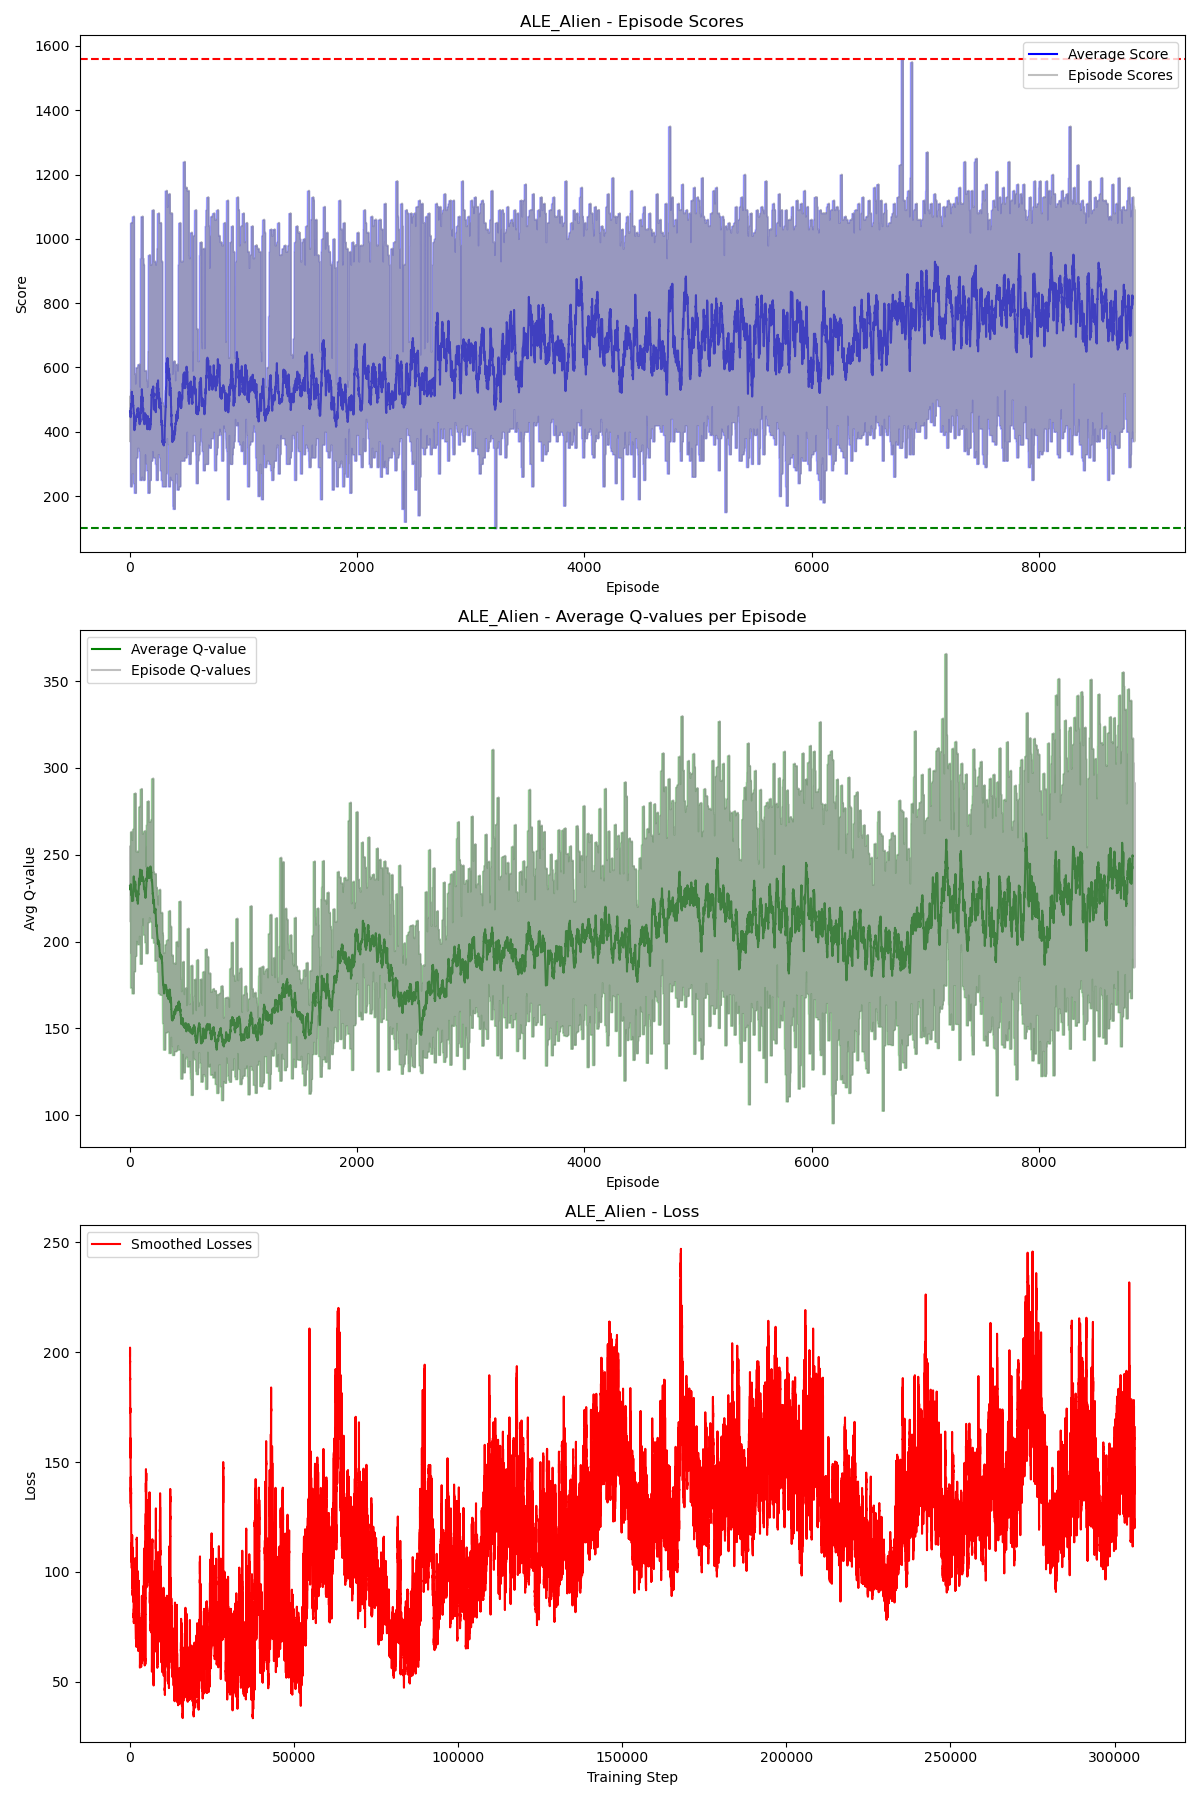 ALE_Alien - Episode Scores
Average Score
Episode Scores
1600
1400
1200
1000
800
600
400
200
Score
0
2000
4000
6000
8000
Episode
ALE_Alien - Average Q-values per Episode
Average Q-value
Episode Q-values
350
300
250
200
150
100
Avg Q-value
0
2000
4000
6000
8000
Episode
ALE_Alien - Loss
Smoothed Losses
250
200
150
100
50
Loss
0
50000
100000
150000
200000
250000
300000
Training Step